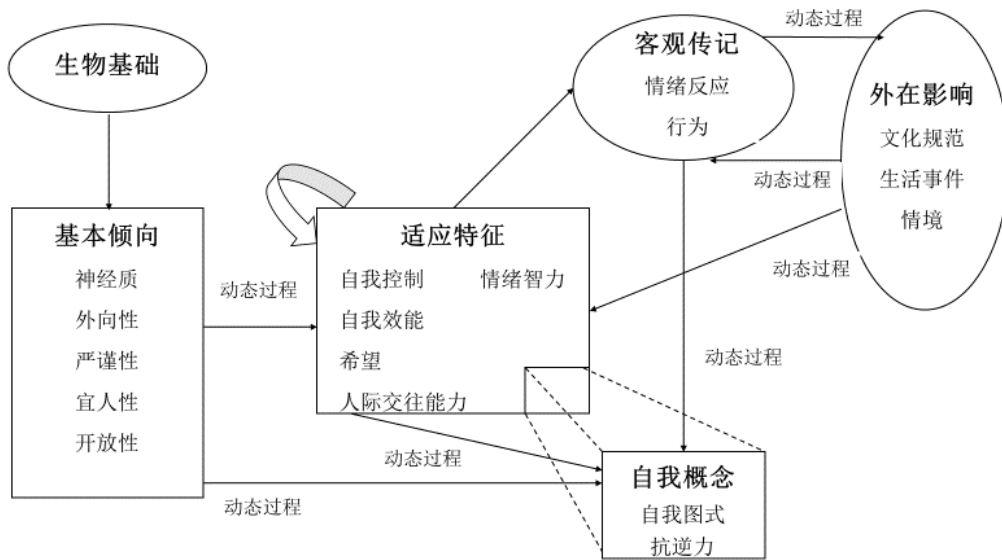 生物基础
基本倾向
神经质
外向性
严谨性
宜人性
开放性
动态过程
适应特征
自我控制 情绪智力
自我效能
希望
人际交往能力
动态过程
动态过程
客观传记
情绪反应
行为
动态过程
动态过程
外在影响
文化规范
生活事件
情境
动态过程
动态过程
自我概念
自我图式
抗逆力